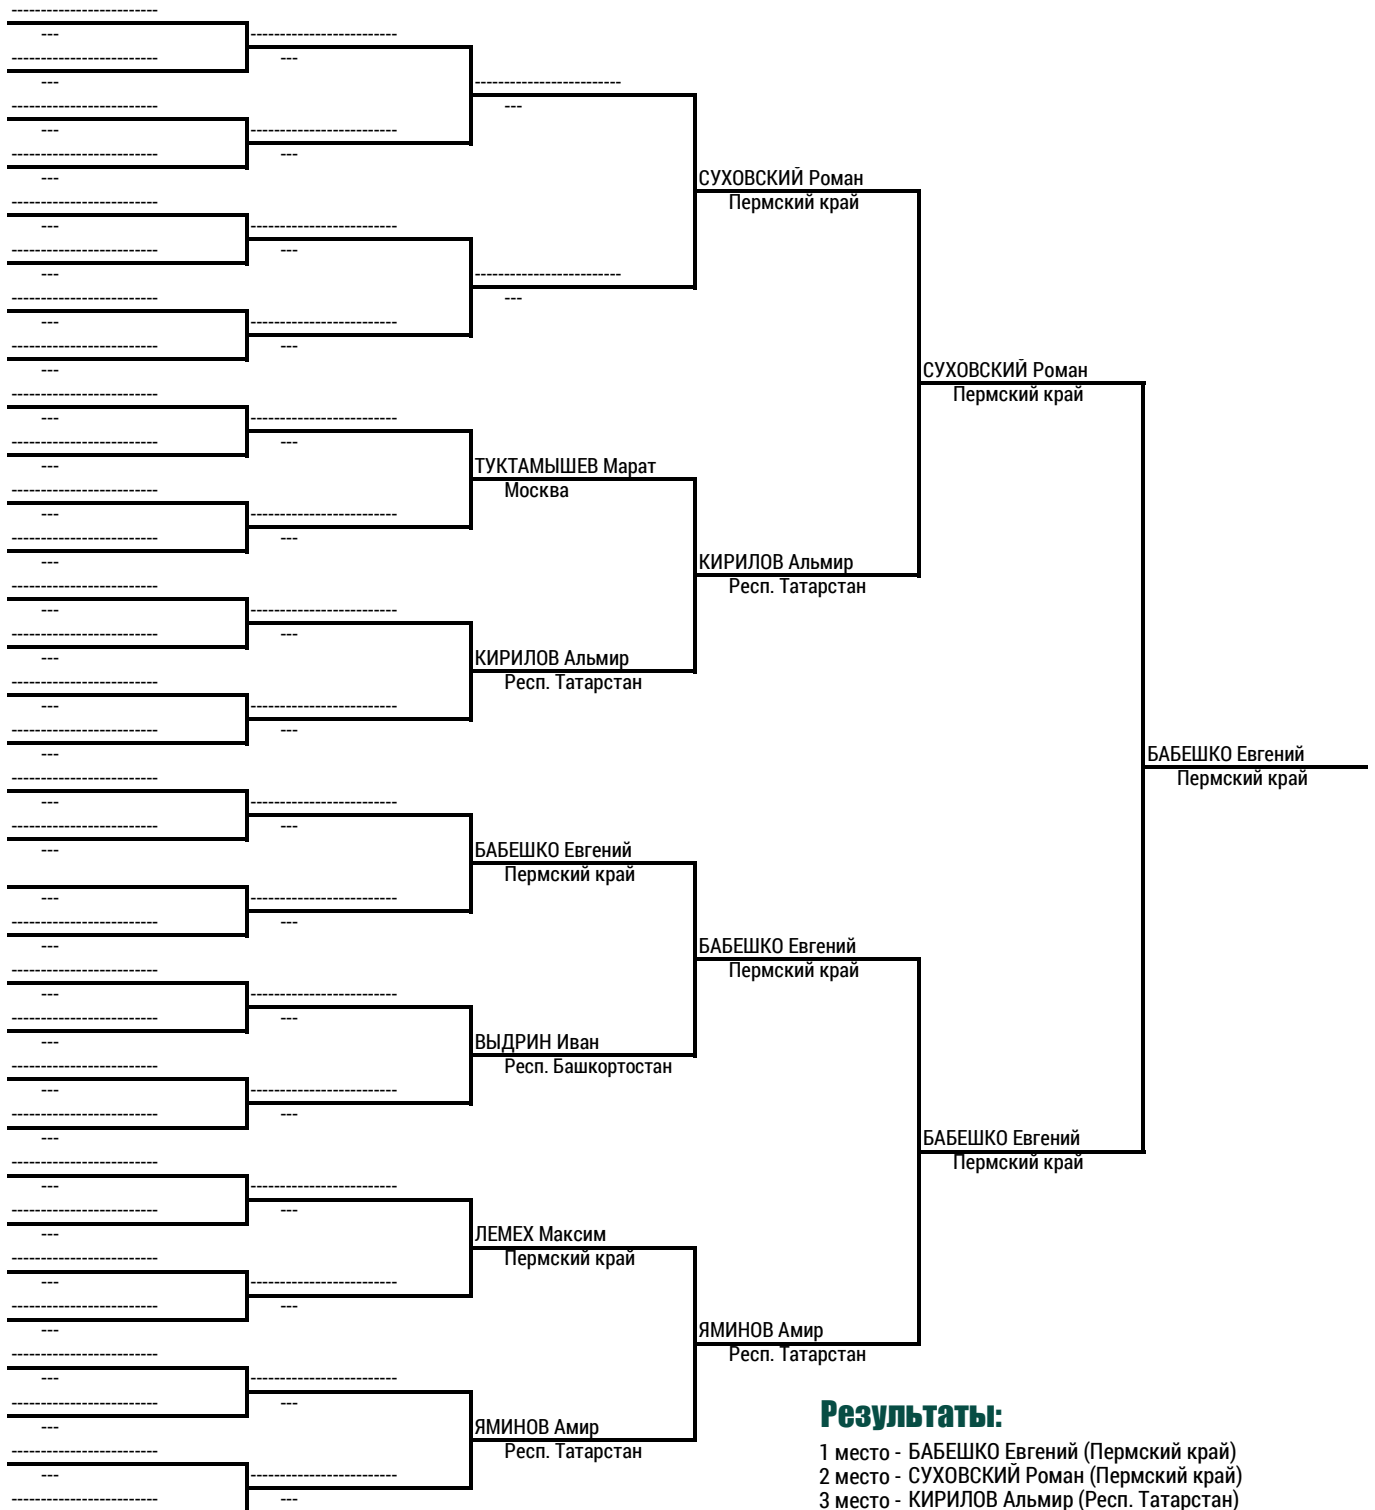 СУХОВСКИЙ Роман
Пермский край
СУХОВСКИЙ Роман
Пермский край
ТУКТАМЫШЕВ Марат
Москва
КИРИЛОВ Альмир
Респ. Татарстан
КИРИЛОВ Альмир
Респ. Татарстан
БАБЕШКО Евгений
Пермский край
БАБЕШКО Евгений
Пермский край
БАБЕШКО Евгений
Пермский край
ВЫДРИН Иван
Респ. Башкортостан
БАБЕШКО Евгений
Пермский край
ЛЕМЕХ Максим
Пермский край
ЯМИНОВ Амир
Респ. Татарстан
ЯМИНОВ Амир
Респ. Татарстан
Результаты:
1 место - БАБЕШКО Евгений (Пермский край)
2 место - СУХОВСКИЙ Роман (Пермский край)
3 место - КИРИЛОВ Альмир (Респ. Татарстан)